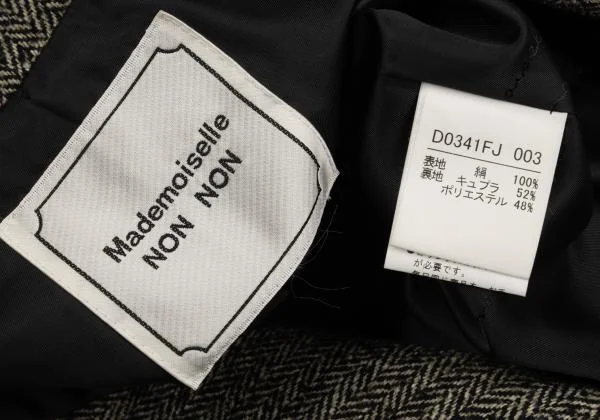 Mademoiselle
NON NON
D0341FJ 003
表地 絹 100%
裏地 キュプラ 52%
ポリエステル 48%
が必要です。